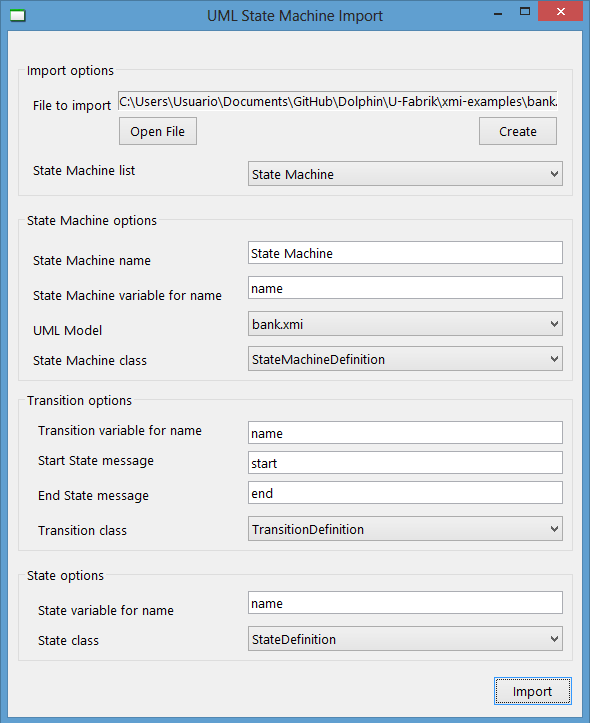 UML State Machine Import
Import options
File to import C:\Users\Usuario\Documents\GitHub\Dolphin\U-Fabrik\xmi-examples\bank.
Open File Create
State Machine list State Machine
State Machine options
State Machine name State Machine
State Machine variable for name name
UML Model bank.xmi
State Machine class StateMachineDefinition
Transition options
Transition variable for name name
Start State message start
End State message end
Transition class TransitionDefinition
State options
State variable for name name
State class StateDefinition
Import